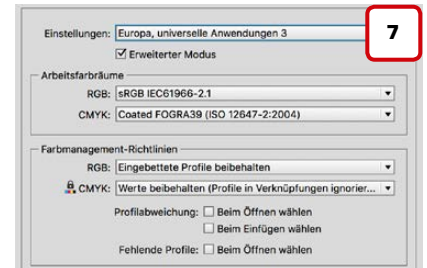 Einstellungen: Europa, universelle Anwendungen 3
7
Erweiterter Modus
Arbeitsfarbräume
RGB: sRGB IEC61966-2.1
CMYK: Coated FOGRA39 (ISO 12647-2:2004)
Farbmanagement-Richtlinien
RGB: Eingebettete Profile beibehalten
CMYK: Werte beibehalten (Profile in Verknüpfungen ignorier...
Profilabweichung: Beim Öffnen wählen
Beim Einfügen wählen
Fehlende Profile: Beim Öffnen wählen